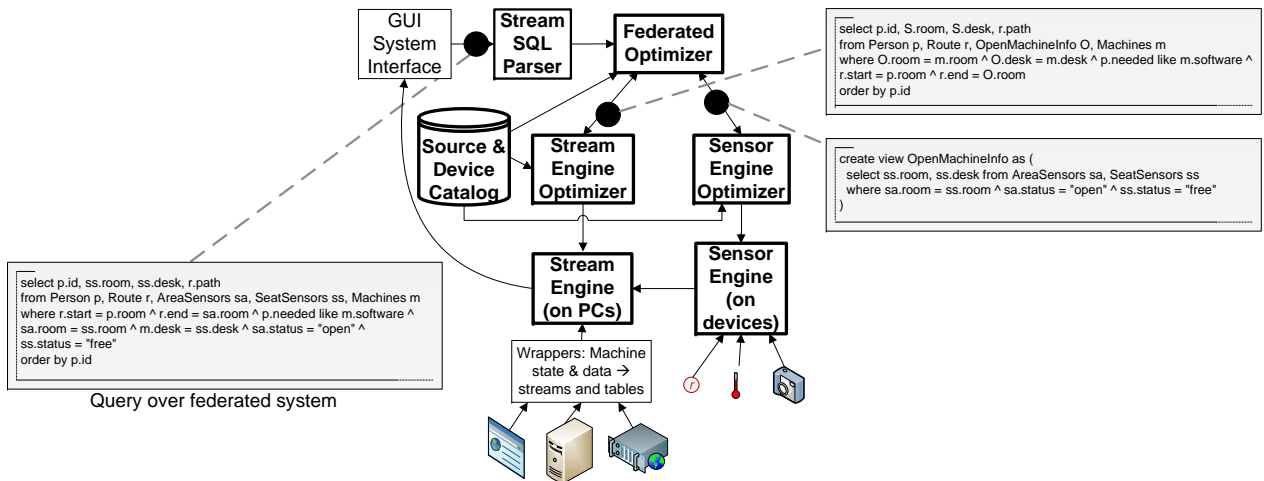 GUI
System
Interface
Stream
SQL
Parser
Federated
Optimizer
select p.id, S.room, S.desk, r.path
from Person p, Route r, OpenMachineInfo O, Machines m
where O.room = m.room ^ O.desk = m.desk ^ p.needed like m.software ^
r.start = p.room ^ r.end = O.room
order by p.id
Source &
Device
Catalog
Stream
Engine
Optimizer
Sensor
Engine
Optimizer
create view OpenMachineInfo as (
select ss.room, ss.desk from AreaSensors sa, SeatSensors ss
where sa.room = ss.room ^ sa.status = "open" ^ ss.status = "free"
)
select p.id, ss.room, ss.desk, r.path
from Person p, Route r, AreaSensors sa, SeatSensors ss, Machines m
where r.start = p.room ^ r.end = sa.room ^ p.needed like m.software ^
sa.room = ss.room ^ m.desk = ss.desk ^ sa.status = "open" ^
ss.status = "free"
order by p.id
Query over federated system
Stream
Engine
(on PCs)
Sensor
Engine
(on
devices)
Wrappers: Machine
state & data →
streams and tables
r